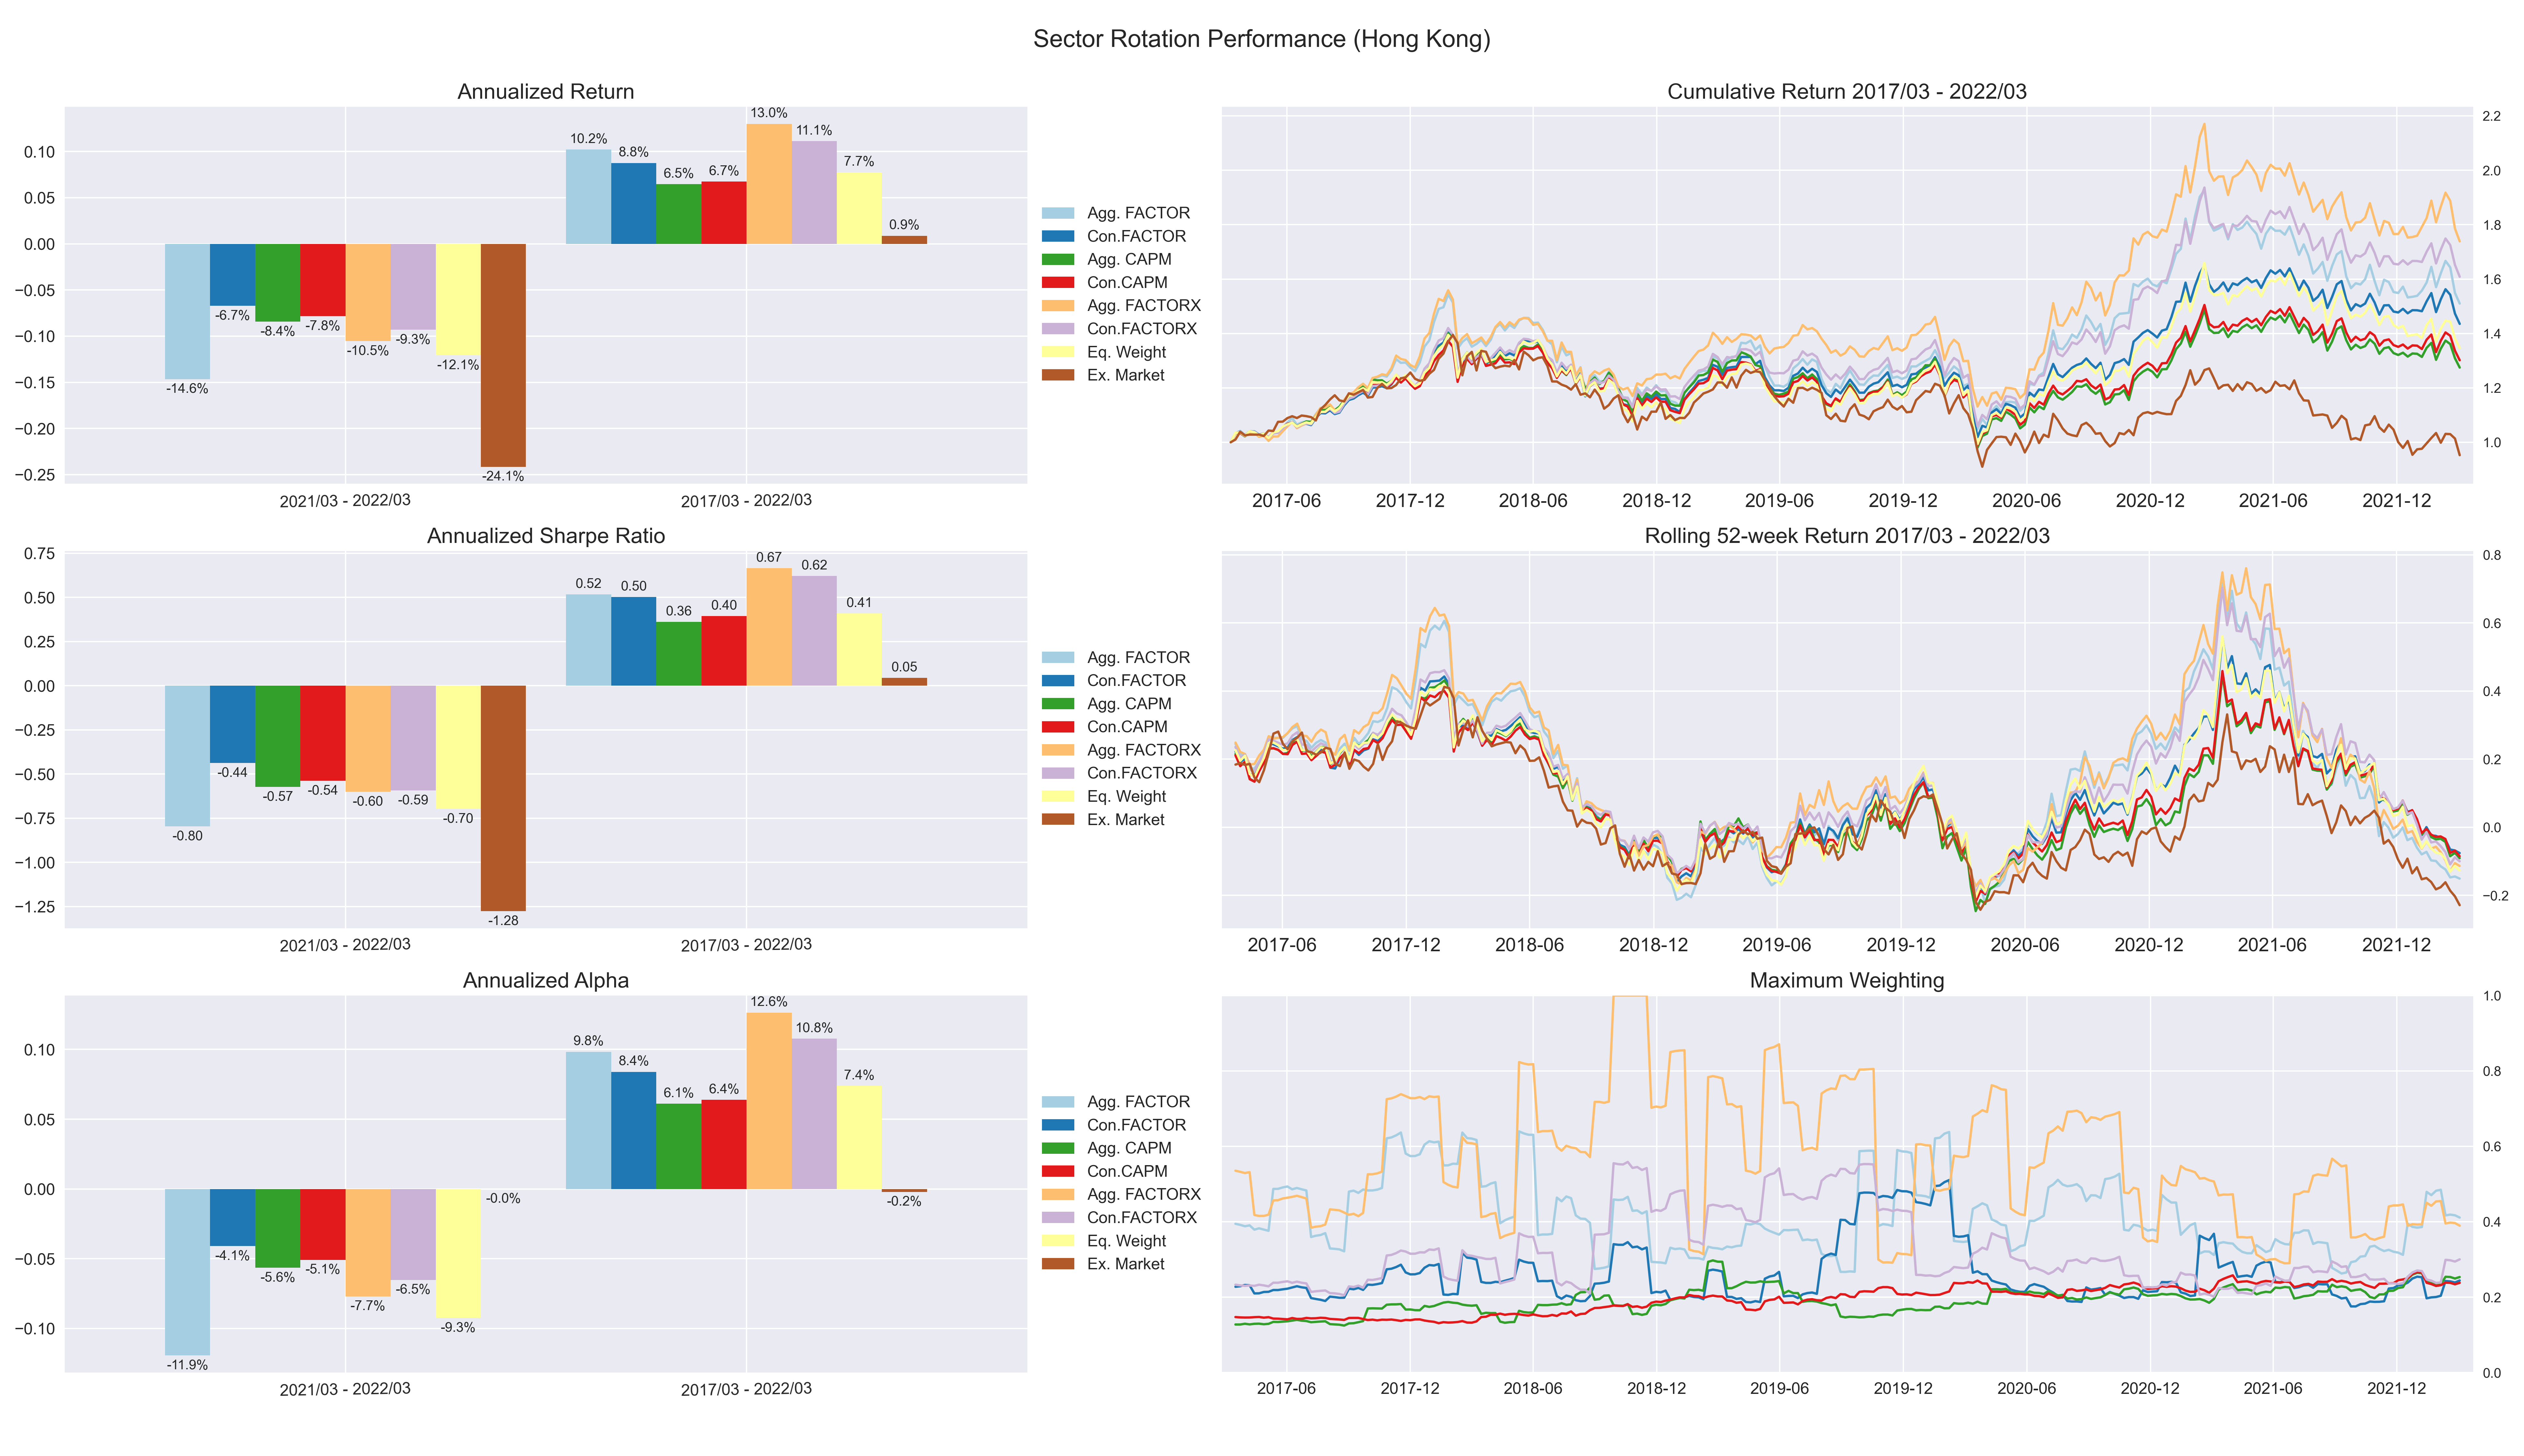 Sector Rotation Performance (Hong Kong)
Annualized Return
0.10
0.05
0.00
−0.05
−0.10
−0.15
−0.20
−0.25
-14.6%
-6.7%
-8.4%
-7.8%
-10.5%
-9.3%
-12.1%
-24.1%
10.2%
8.8%
6.5%
6.7%
13.0%
11.1%
7.7%
0.9%
2021/03 - 2022/03
2017/03 - 2022/03
Agg. FACTOR
Con.FACTOR
Agg. CAPM
Con.CAPM
Agg. FACTORX
Con.FACTORX
Eq. Weight
Ex. Market
Cumulative Return 2017/03 - 2022/03
2.2
2.0
1.8
1.6
1.4
1.2
1.0
2017-06 2017-12 2018-06 2018-12 2019-06 2019-12 2020-06 2020-12 2021-06 2021-12
Annualized Sharpe Ratio
0.75
0.50
0.25
0.00
−0.25
−0.50
−0.75
−1.00
−1.25
-0.80
-0.44
-0.57
-0.54
-0.60
-0.59
-0.70
-1.28
0.52
0.50
0.36
0.40
0.67
0.62
0.41
0.05
2021/03 - 2022/03
2017/03 - 2022/03
Agg. FACTOR
Con.FACTOR
Agg. CAPM
Con.CAPM
Agg. FACTORX
Con.FACTORX
Eq. Weight
Ex. Market
Rolling 52-week Return 2017/03 - 2022/03
0.8
0.6
0.4
0.2
0.0
−0.2
2017-06 2017-12 2018-06 2018-12 2019-06 2019-12 2020-06 2020-12 2021-06 2021-12
Annualized Alpha
0.10
0.05
0.00
−0.05
−0.10
-11.9%
-4.1%
-5.6%
-5.1%
-7.7%
-6.5%
-9.3%
-0.0%
9.8%
8.4%
6.1%
6.4%
12.6%
10.8%
7.4%
-0.2%
2021/03 - 2022/03
2017/03 - 2022/03
Agg. FACTOR
Con.FACTOR
Agg. CAPM
Con.CAPM
Agg. FACTORX
Con.FACTORX
Eq. Weight
Ex. Market
Maximum Weighting
1.0
0.8
0.6
0.4
0.2
0.0
2017-06 2017-12 2018-06 2018-12 2019-06 2019-12 2020-06 2020-12 2021-06 2021-12